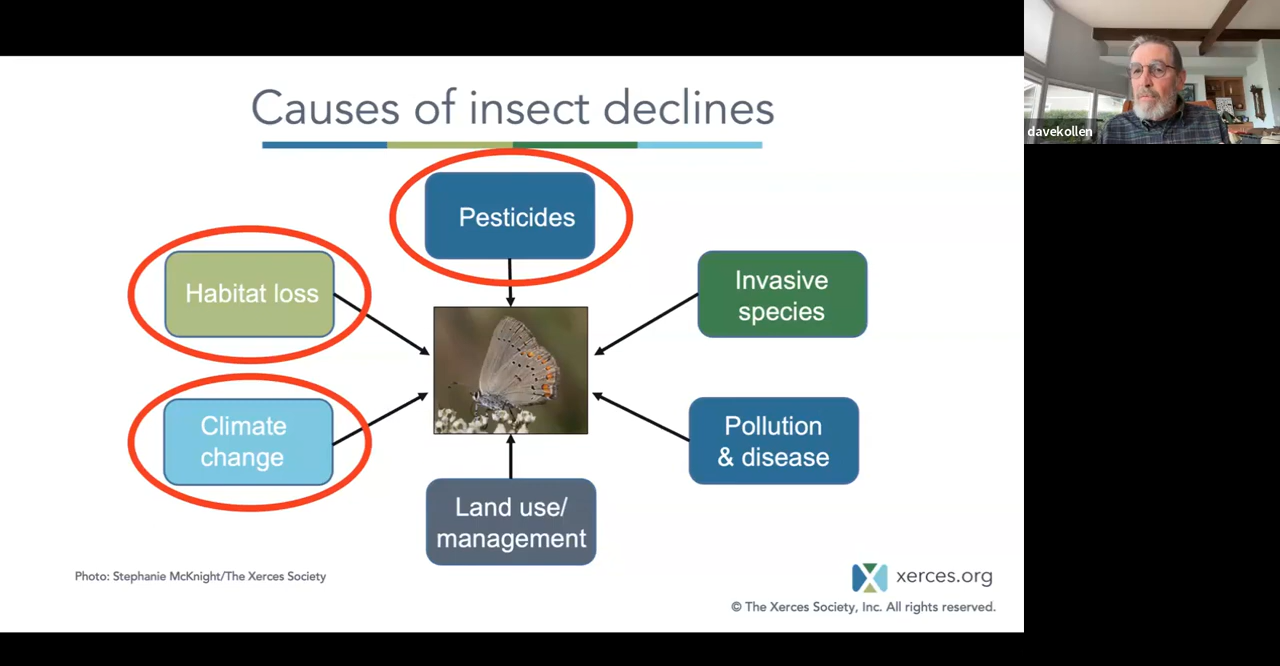 Causes of insect declines
Pesticides
Habitat loss
Invasive
species
Climate
change
Pollution
& disease
Land use/
management
Photo: Stephanie McKnight/The Xerces Society
xerces.org
© The Xerces Society, Inc. All rights reserved.
davekollen